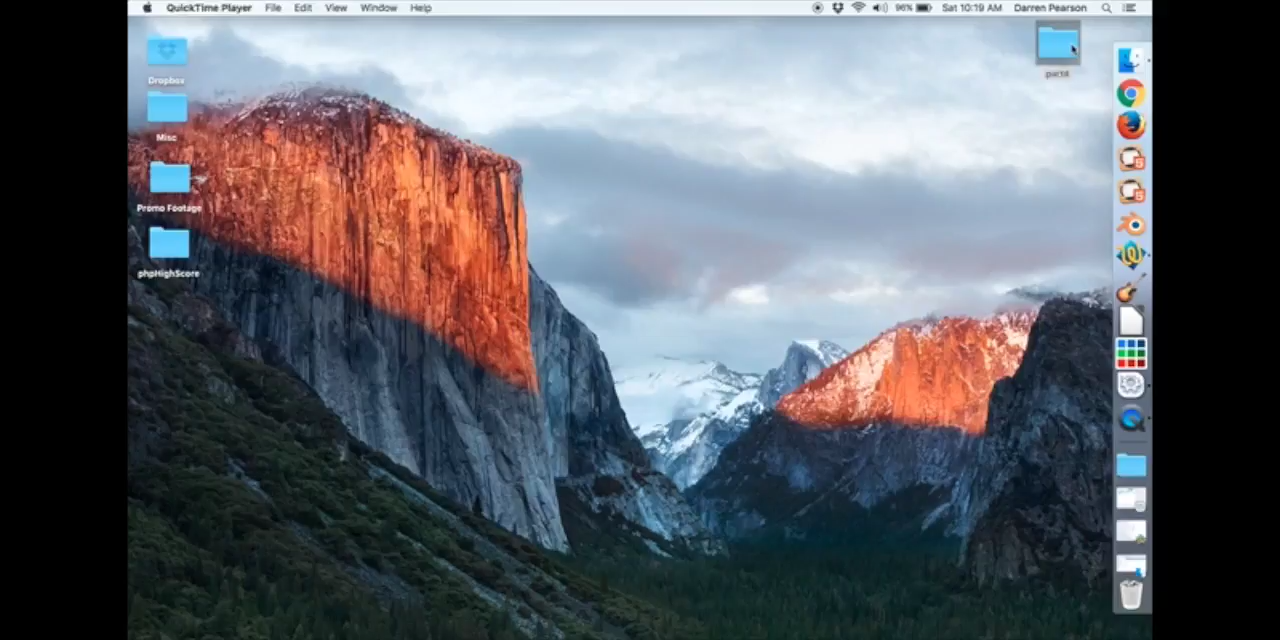 QuickTime Player File Edit View Window Help 96% Sat 10:19 AM Darren Pearson
Dropbox
Misc
Promo Footage
phpHighScore